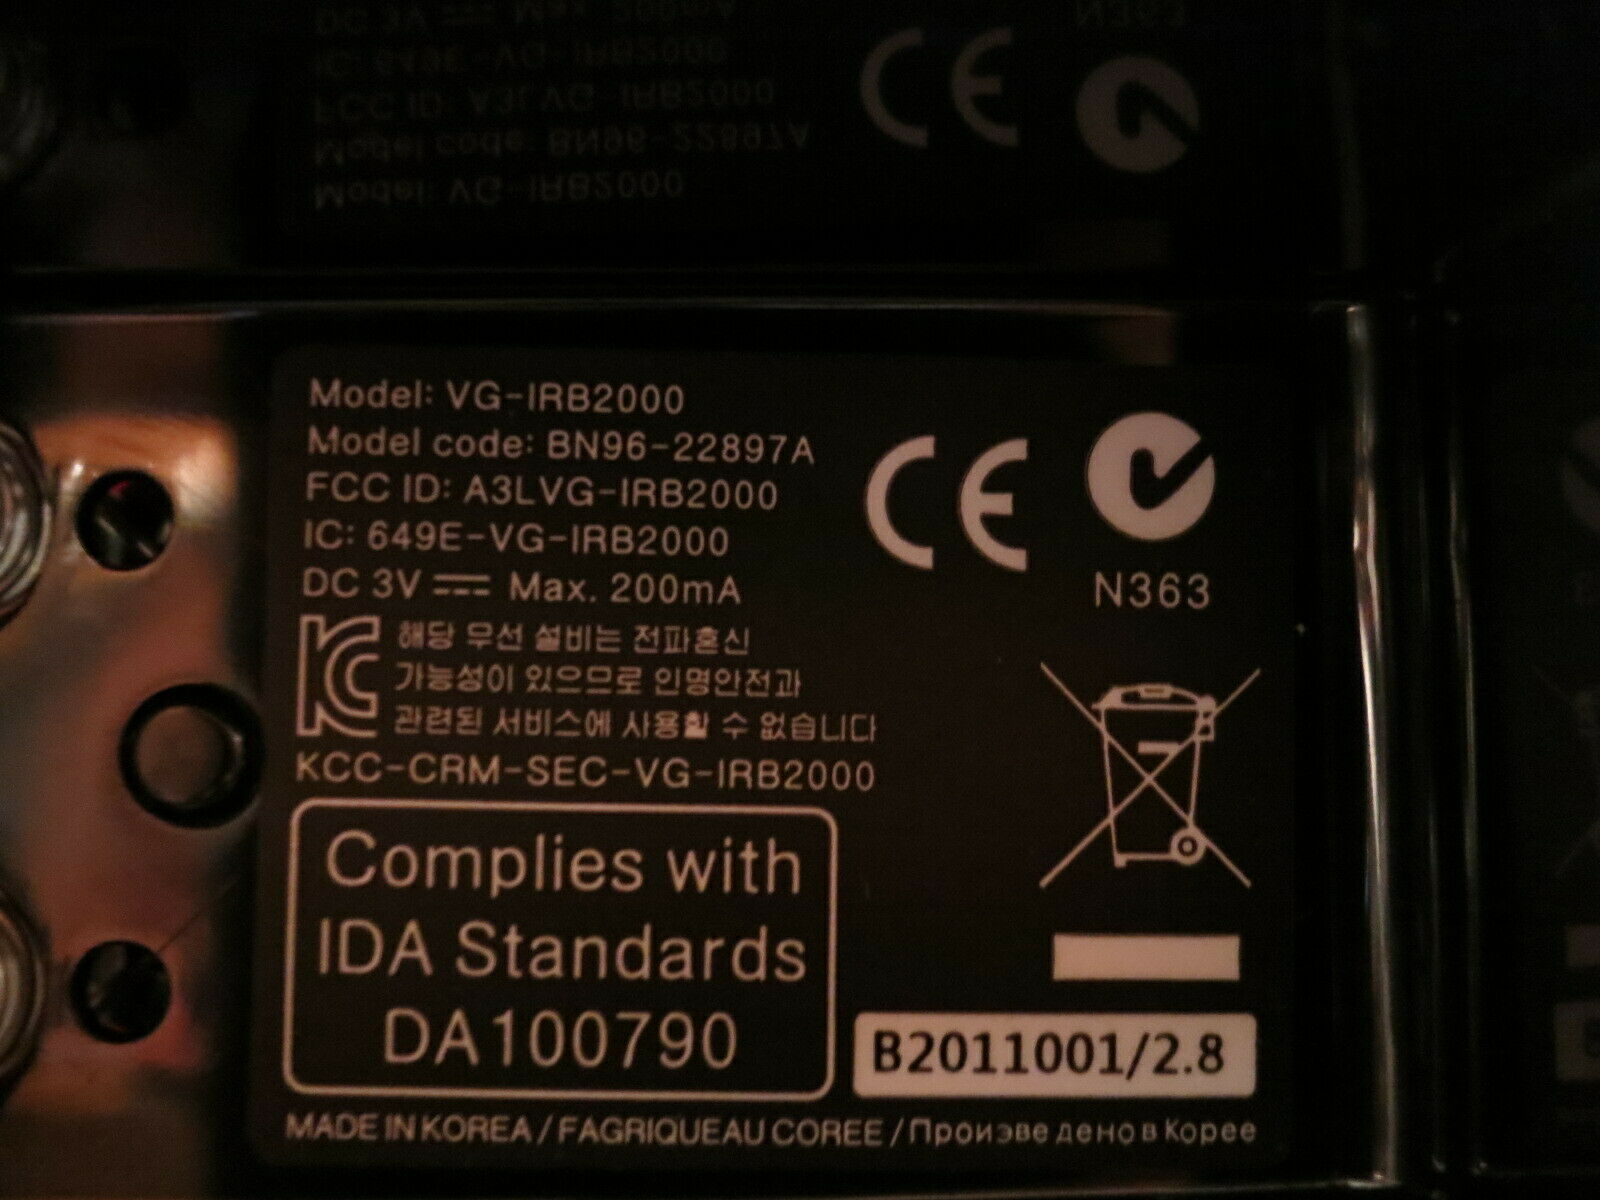 Model: VG-IRB2000
Model code: BN96-22897A
FCC ID: A3LVG-IRB2000
IC: 649E-VG-IRB2000
DC 3V Max. 200mA
해당 무선 설비는 전파혼신
가능성이 있으므로 인명안전과
관련된 서비스에 사용할 수 없습니다
KCC-CRM-SEC-VG-IRB2000
CE
N363
Complies with
IDA Standards
DA100790
B2011001/2.8
MADE IN KOREA / FAGRIQUE AU COREE / Произведено в Корее